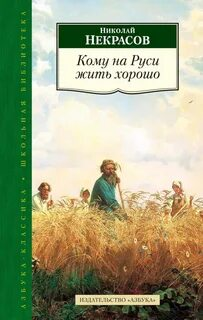 Николай
НЕКРАСОВ
Кому на Руси
жить хорошо
ИЗДАТЕЛЬСТВО «АЗБУКА»
АЗБУКА-КЛАССИКА • ШКОЛЬНАЯ БИБЛИОТЕКА